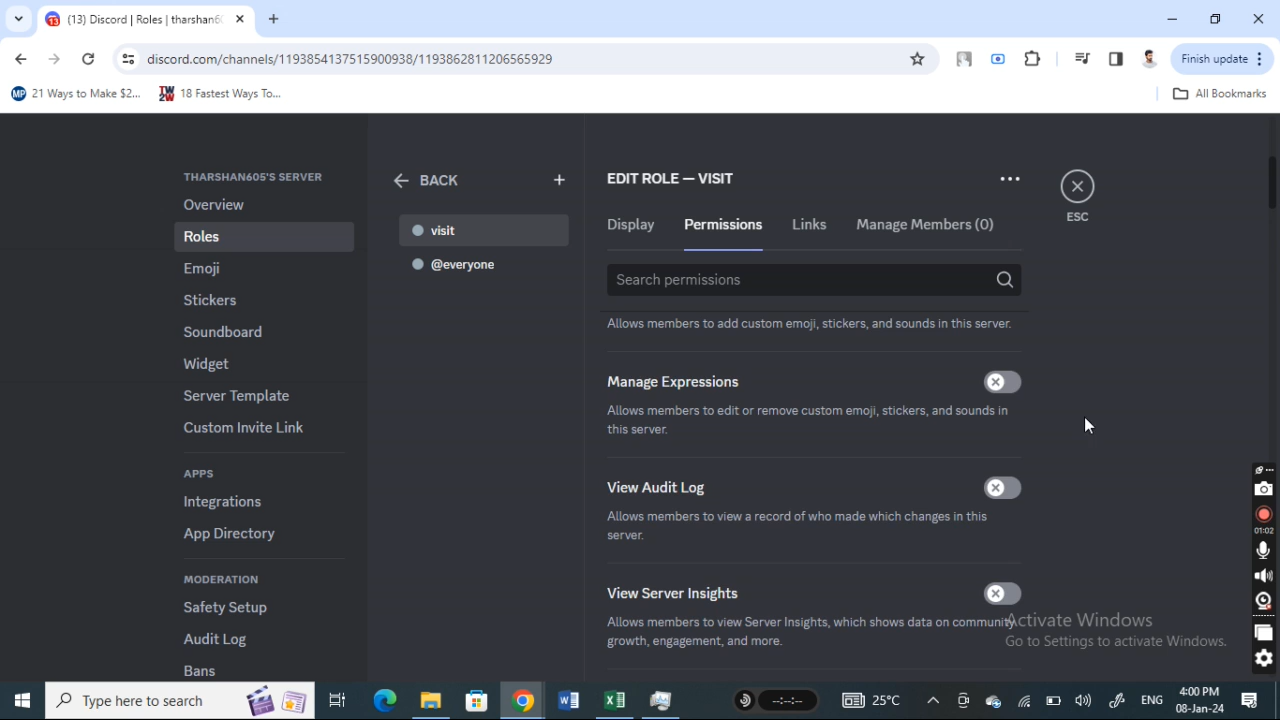 (13) Discord | Roles | tharshan6
discord.com/channels/1193854137515900938/1193862811206565929
Finish update
21 Ways to Make $2...
18 Fastest Ways To...
All Bookmarks
THARSHAN605'S SERVER
Overview
Roles
Emoji
Stickers
Soundboard
Widget
Server Template
Custom Invite Link
APPS
Integrations
App Directory
MODERATION
Safety Setup
Audit Log
Bans
BACK
+
visit
@everyone
EDIT ROLE — VISIT
Display
Permissions
Links
Manage Members (0)
ESC
Search permissions
Allows members to add custom emoji, stickers, and sounds in this server.
Manage Expressions
Allows members to edit or remove custom emoji, stickers, and sounds in
this server.
View Audit Log
Allows members to view a record of who made which changes in this
server.
View Server Insights
Allows members to view Server Insights, which shows data on community
growth, engagement, and more.
Activate Windows
Go to Settings to activate Windows.
01:02
Type here to search
--:--:--
25°C
ENG
4:00 PM
08-Jan-24